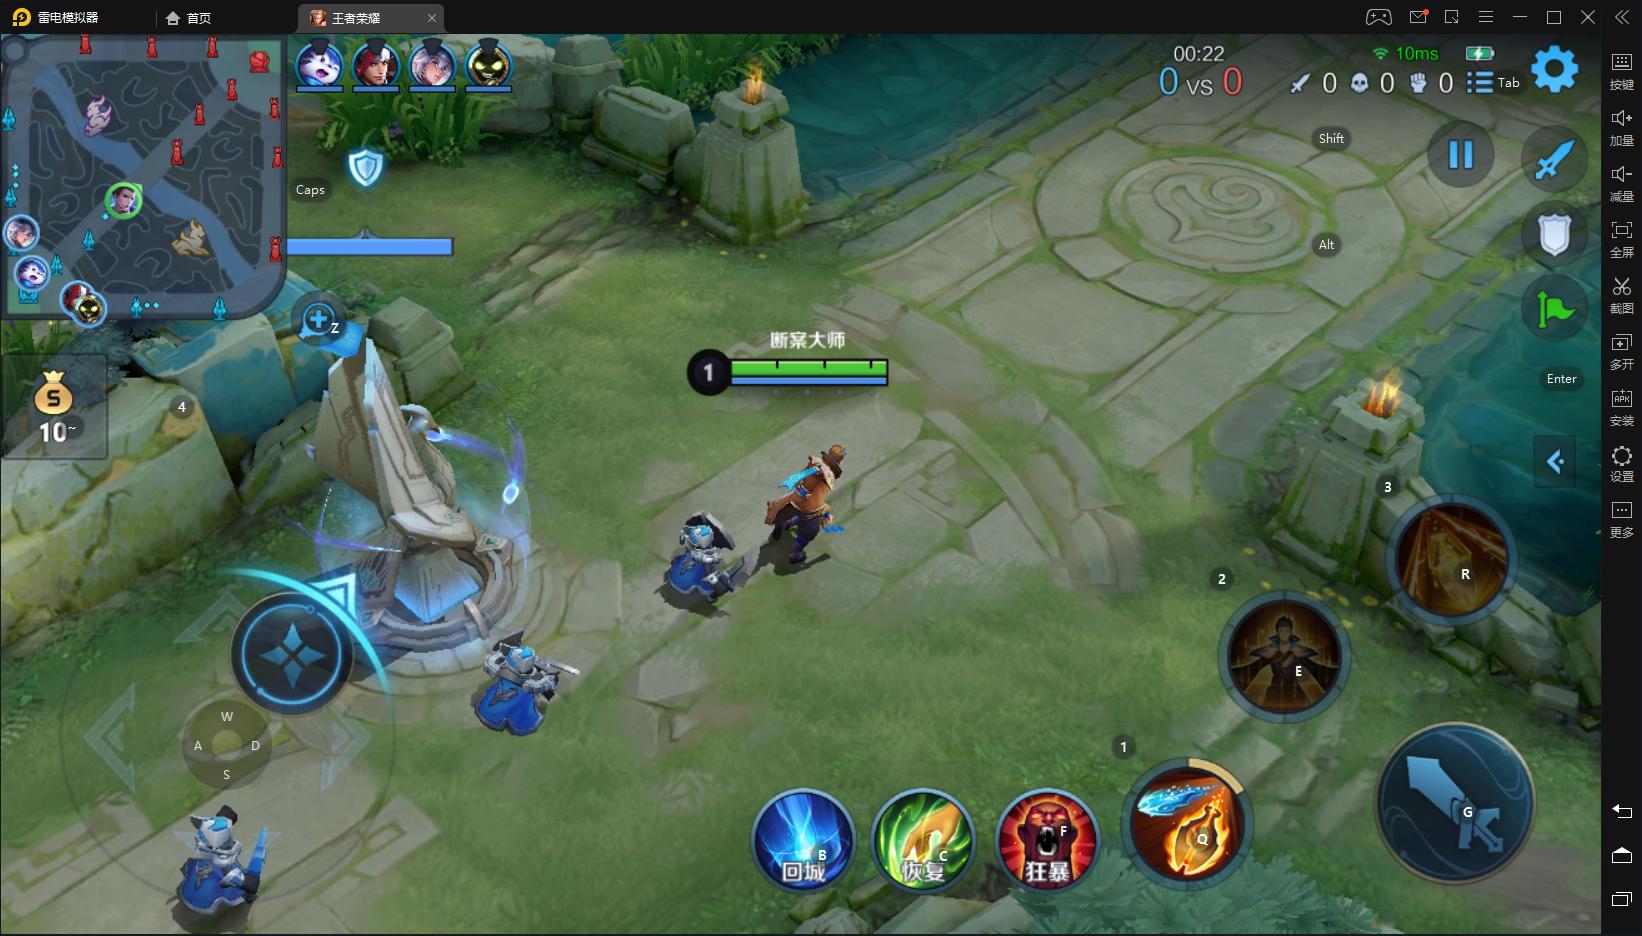 雷电模拟器
首页
王者荣耀
00:22
10ms
0 VS 0
0
0
0
Tab
Shift
Caps
Alt
Z
S
10
~
4
断案大师
1
Enter
3
R
2
E
1
W
A
D
S
B
回城
C
恢复
F
狂暴
Q
G
按键
加量
减量
全屏
截图
多开
APK
安装
设置
更多